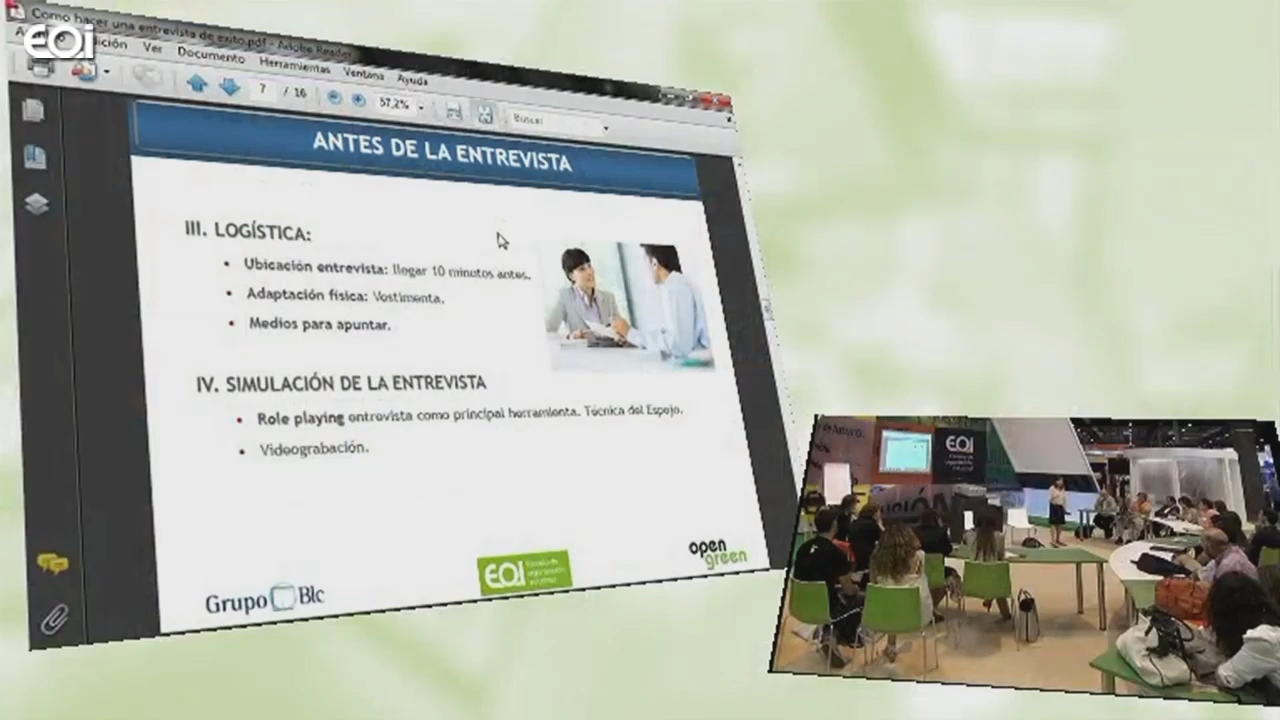 Como hacer una entrevista de exito.pdf - Adobe Reader
EOi
Ver Documento Herramientas Ventana Ayuda
7 / 16 57,2% Buscar
ANTES DE LA ENTREVISTA
III. LOGÍSTICA:
• Ubicación entrevista: llegar 10 minutos antes.
• Adaptación física: Vestimenta.
• Medios para apuntar.
IV. SIMULACIÓN DE LA ENTREVISTA
• Role playing entrevista como principal herramienta. Técnica del Espejo.
• Videograbación.
Grupo Blc
EOi
open
green
EOi